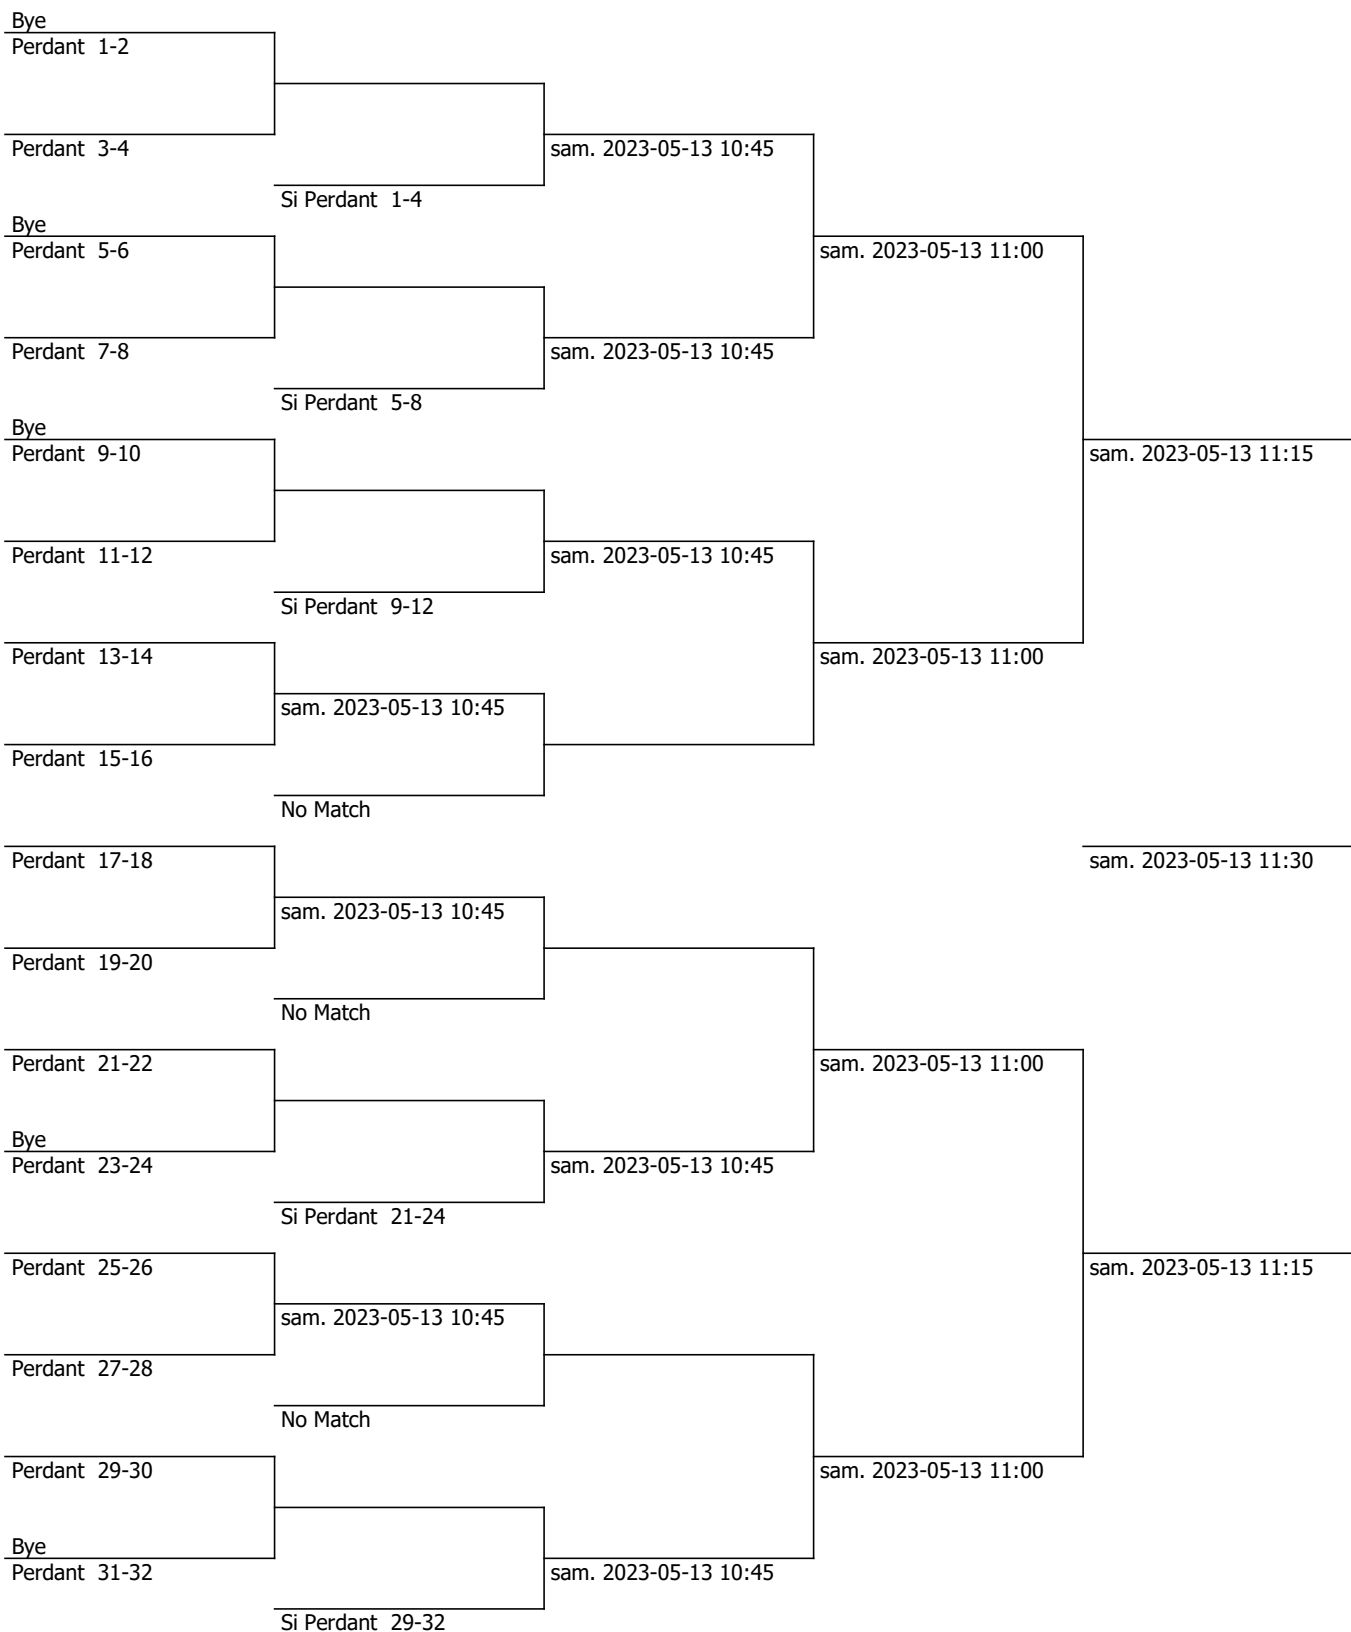 Bye
Perdant 1-2
Perdant 3-4
sam. 2023-05-13 10:45
Si Perdant 1-4
Bye
Perdant 5-6
sam. 2023-05-13 11:00
Perdant 7-8
sam. 2023-05-13 10:45
Si Perdant 5-8
Bye
Perdant 9-10
sam. 2023-05-13 11:15
Perdant 11-12
sam. 2023-05-13 10:45
Si Perdant 9-12
Perdant 13-14
sam. 2023-05-13 11:00
sam. 2023-05-13 10:45
Perdant 15-16
No Match
Perdant 17-18
sam. 2023-05-13 11:30
sam. 2023-05-13 10:45
Perdant 19-20
No Match
Perdant 21-22
sam. 2023-05-13 11:00
Bye
Perdant 23-24
sam. 2023-05-13 10:45
Si Perdant 21-24
Perdant 25-26
sam. 2023-05-13 11:15
sam. 2023-05-13 10:45
Perdant 27-28
No Match
Perdant 29-30
sam. 2023-05-13 11:00
Bye
Perdant 31-32
sam. 2023-05-13 10:45
Si Perdant 29-32